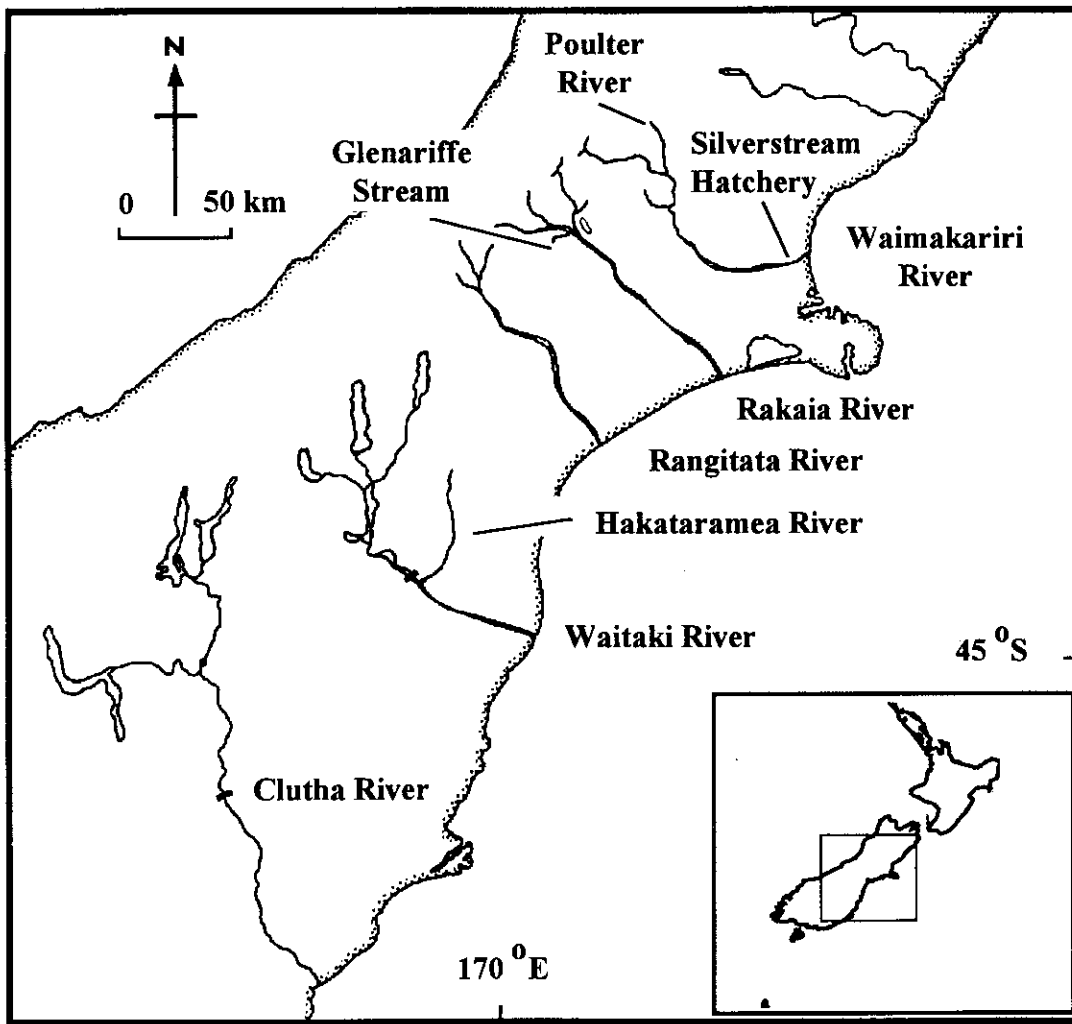 N
0 50 km
Poulter
River
Glenariffe
Stream
Silverstream
Hatchery
Waimakariri
River
Rakaia River
Rangitata River
Hakataramea River
Waitaki River
45 °S
Clutha River
170 °E